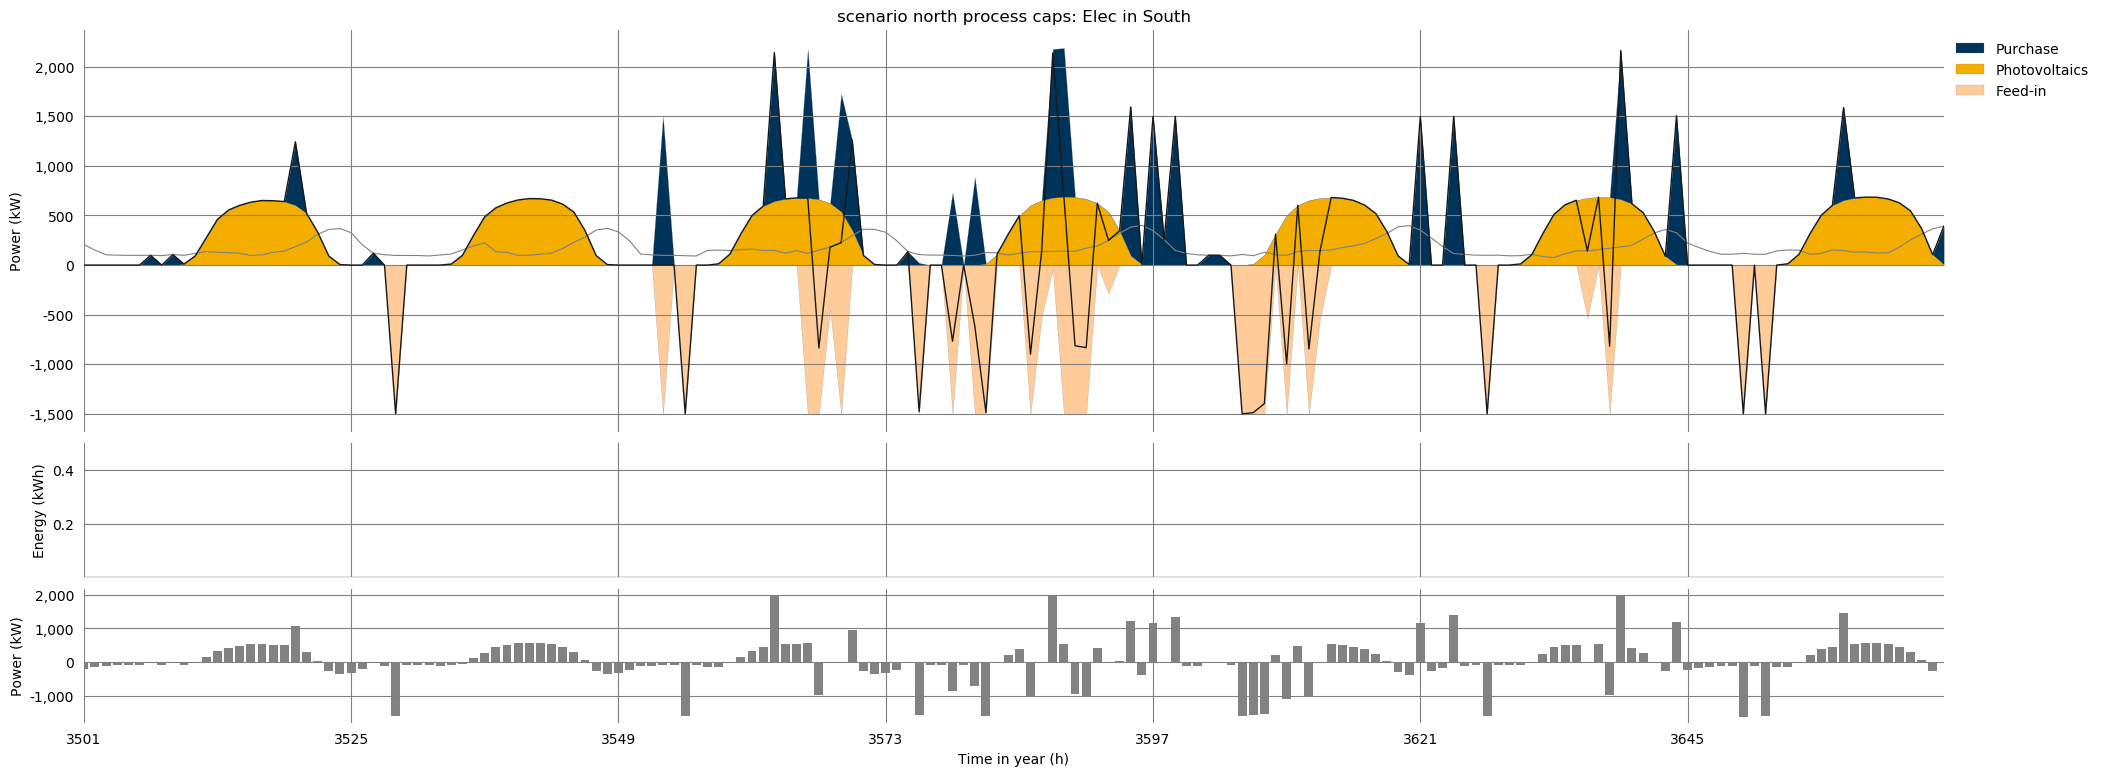 scenario north process caps: Elec in South
Purchase
Photovoltaics
Feed-in
Power (kW)
2,000
1,500
1,000
500
0
-500
-1,000
-1,500
Energy (kWh)
0.4
0.2
Power (kW)
2,000
1,000
0
-1,000
3501 3525 3549 3573 3597 3621 3645
Time in year (h)